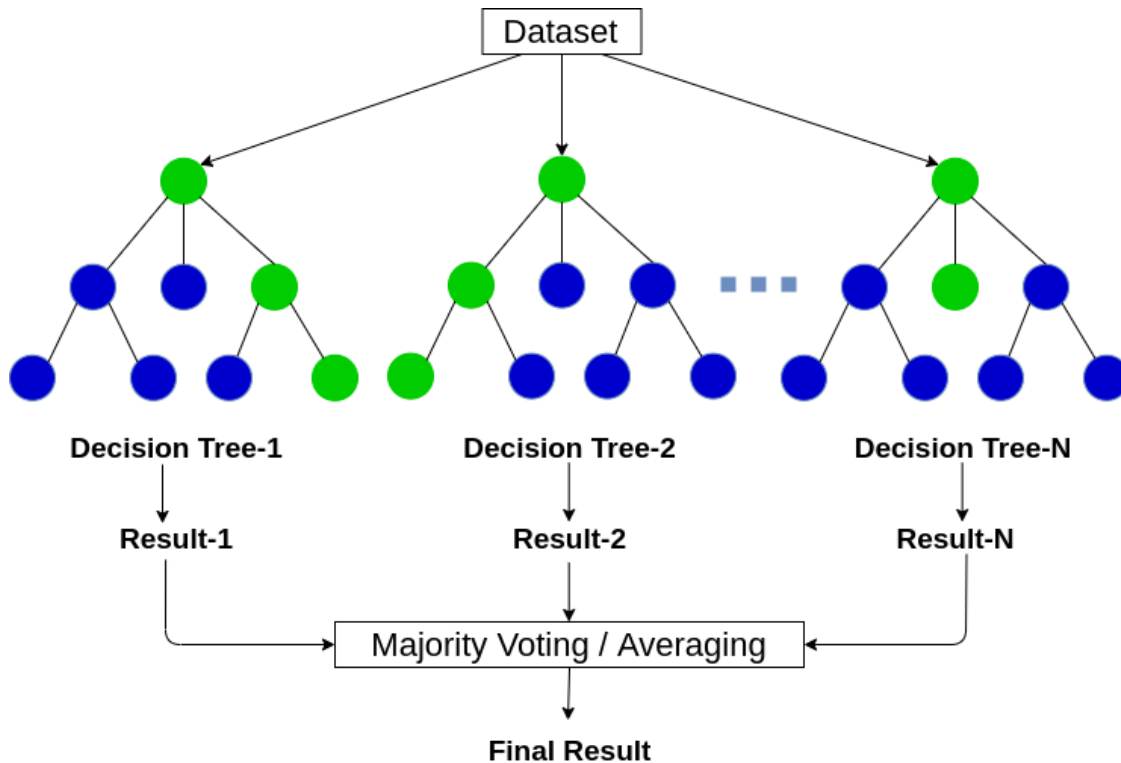 Dataset
Decision Tree-1
Decision Tree-2
Decision Tree-N
Result-1
Result-2
Result-N
Majority Voting / Averaging
Final Result